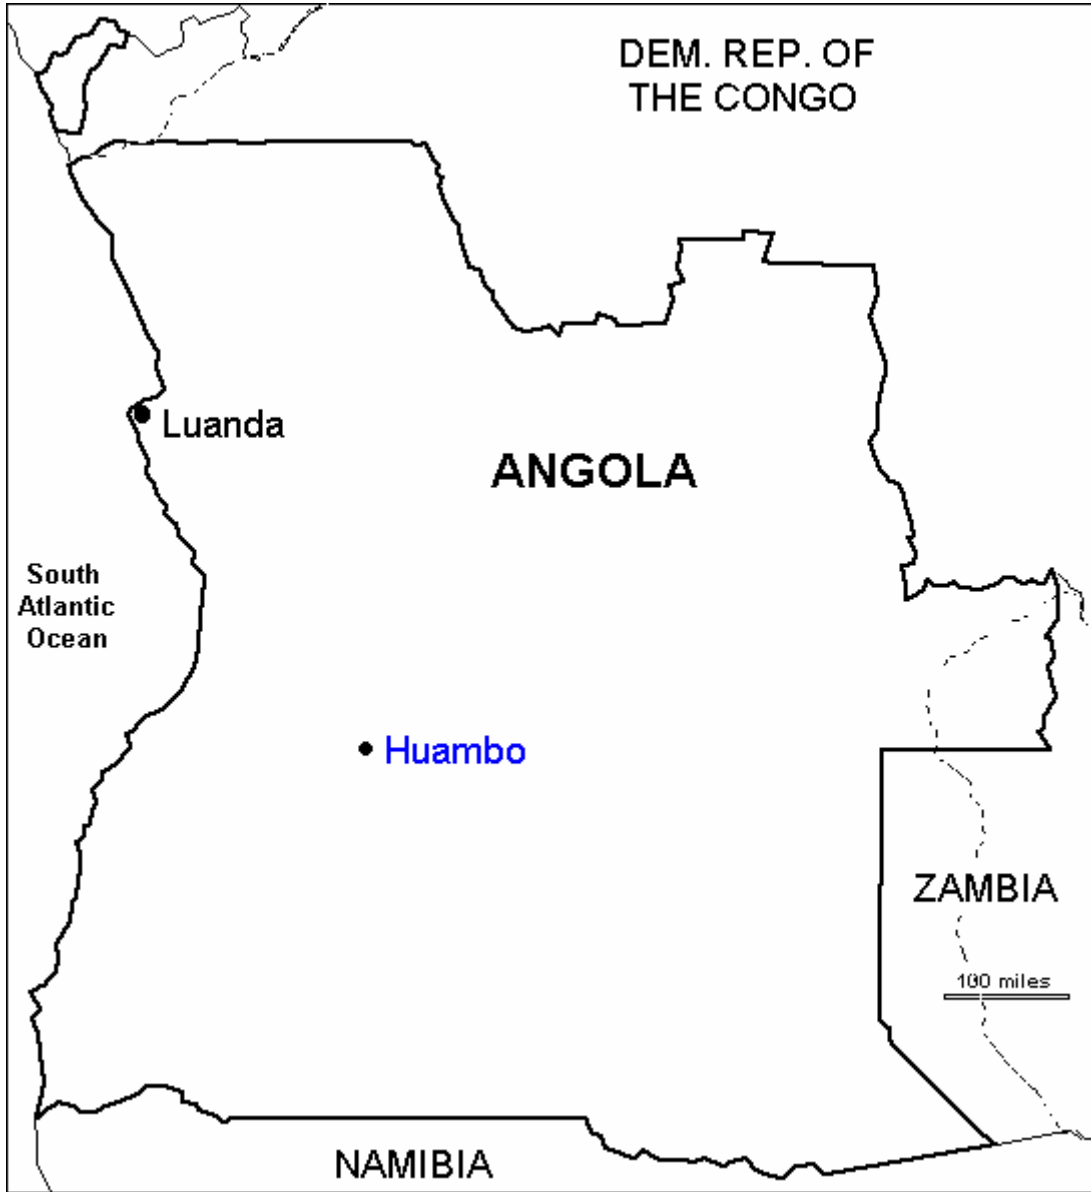 DEM. REP. OF
THE CONGO
Luanda
ANGOLA
South
Atlantic
Ocean
Huambo
ZAMBIA
100 miles
NAMIBIA